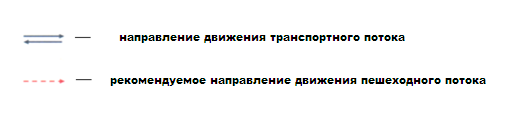 — направление движения транспортного потока
— рекомендуемое направление движения пешеходного потока